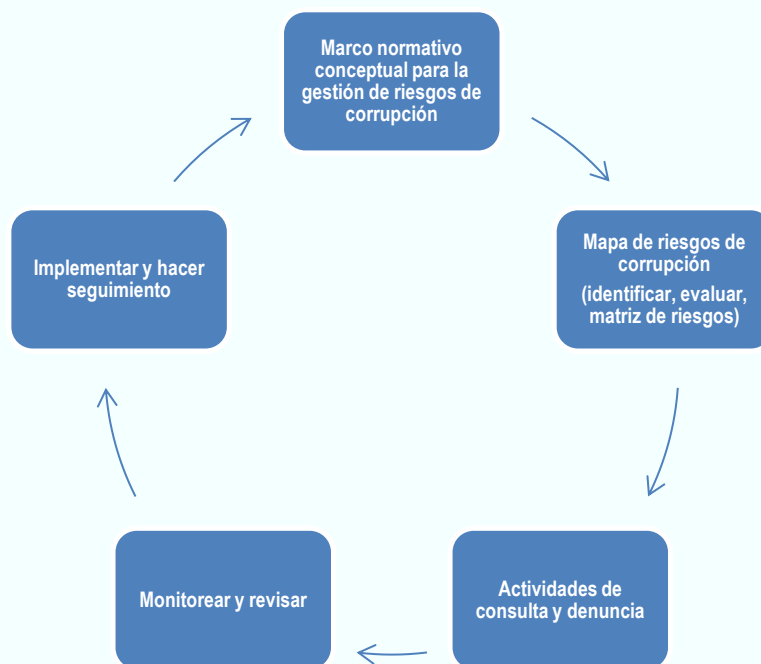 Marco normativo
conceptual para la
gestión de riesgos de
corrupción
Mapa de riesgos de
corrupción
(identificar, evaluar,
matriz de riesgos)
Actividades de
consulta y denuncia
Monitorear y revisar
Implementar y hacer
seguimiento